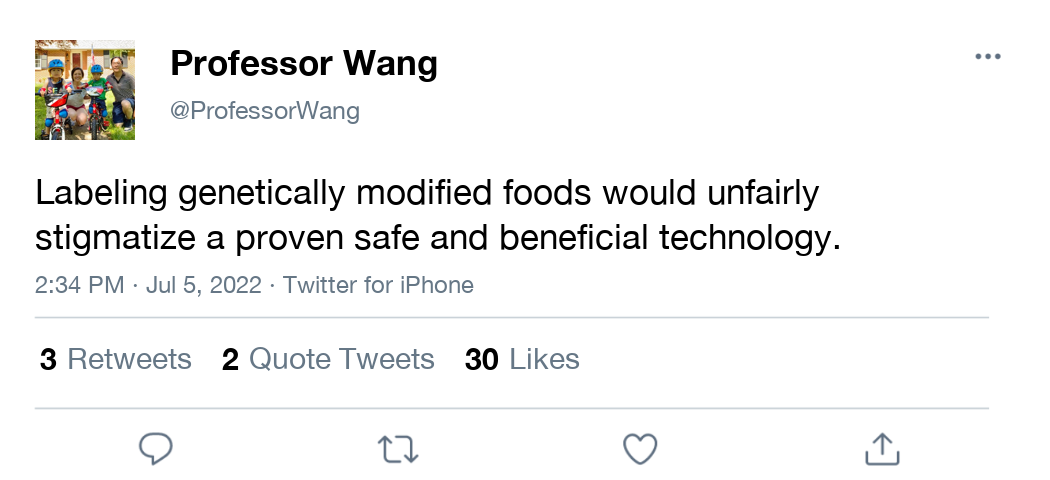 Professor Wang
@ProfessorWang
Labeling genetically modified foods would unfairly
stigmatize a proven safe and beneficial technology.
2:34 PM · Jul 5, 2022 · Twitter for iPhone
3 Retweets 2 Quote Tweets 30 Likes